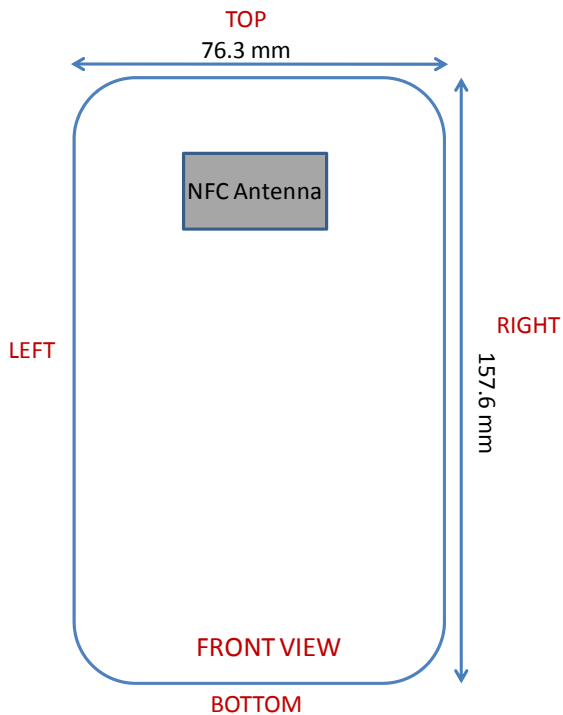 TOP
76.3 mm
NFC Antenna
LEFT
RIGHT
157.6 mm
FRONT VIEW
BOTTOM